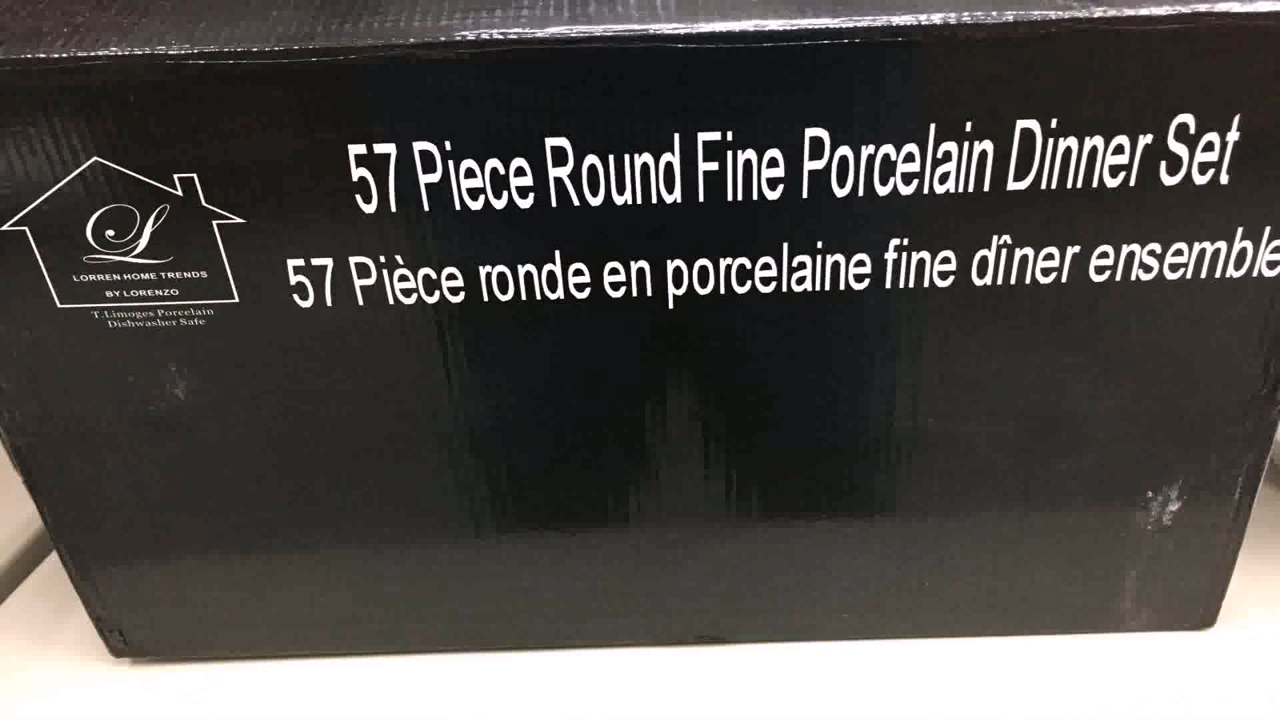 57 Piece Round Fine Porcelain Dinner Set
57 Pièce ronde en porcelaine fine dîner ensemble
L
LORREN HOME TRENDS
BY LORENZO
T.Limoges Porcelain
Dishwasher Safe